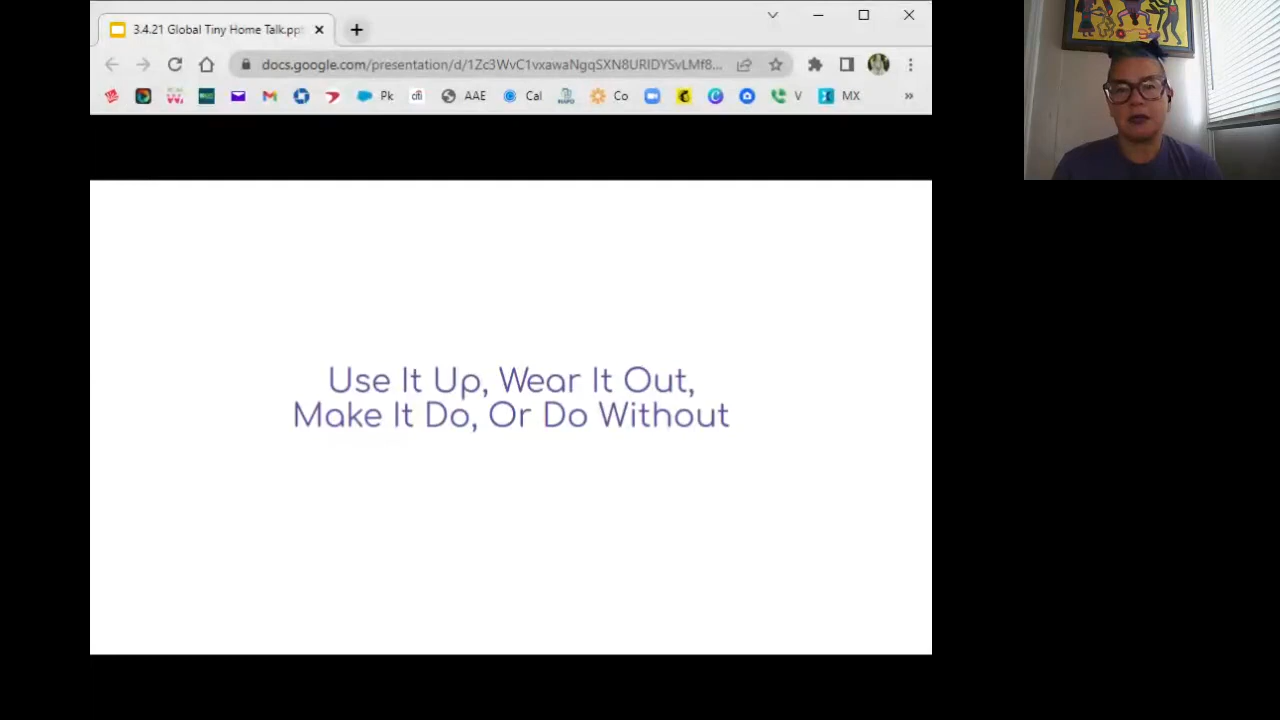 3.4.21 Global Tiny Home Talk.ppt
docs.google.com/presentation/d/1Zc3WvC1vxawaNgqSXN8URIDYSvLMf8...
Pk citi AAE Cal Co V MX
Use It Up, Wear It Out,
Make It Do, Or Do Without